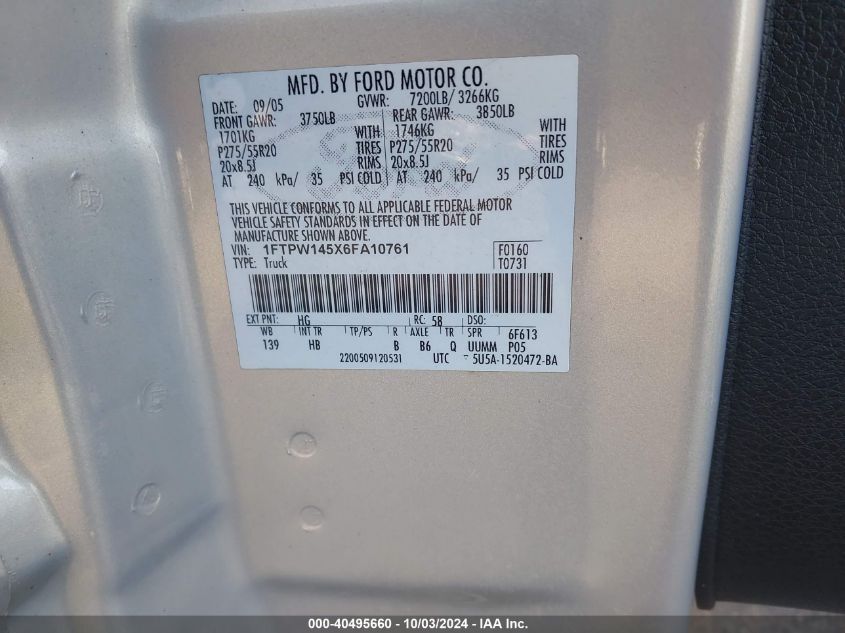 MFD. BY FORD MOTOR CO.
DATE: 09/05 GVWR: 7200LB/ 3266KG
FRONT GAWR: 3750LB REAR GAWR: 3850LB
1701KG WITH 1746KG WITH
P275/55R20 TIRES P275/55R20 TIRES
20x8.5J RIMS 20x8.5J RIMS
AT 240 kPa/ 35 PSI COLD AT 240 kPa/ 35 PSI COLD
THIS VEHICLE CONFORMS TO ALL APPLICABLE FEDERAL MOTOR
VEHICLE SAFETY STANDARDS IN EFFECT ON THE DATE OF
MANUFACTURE SHOWN ABOVE.
VIN: 1FTPW145X6FA10761 F0160
TYPE: Truck T0731
EXT PNT: HG RC: 58 DSO:
WB INT TR TP/PS R AXLE TR SPR 6F613
139 HB B B6 Q UUMM P05
2200509120531 UTC 5U5A-1520472-BA
000-40495660 - 10/03/2024 - IAA Inc.